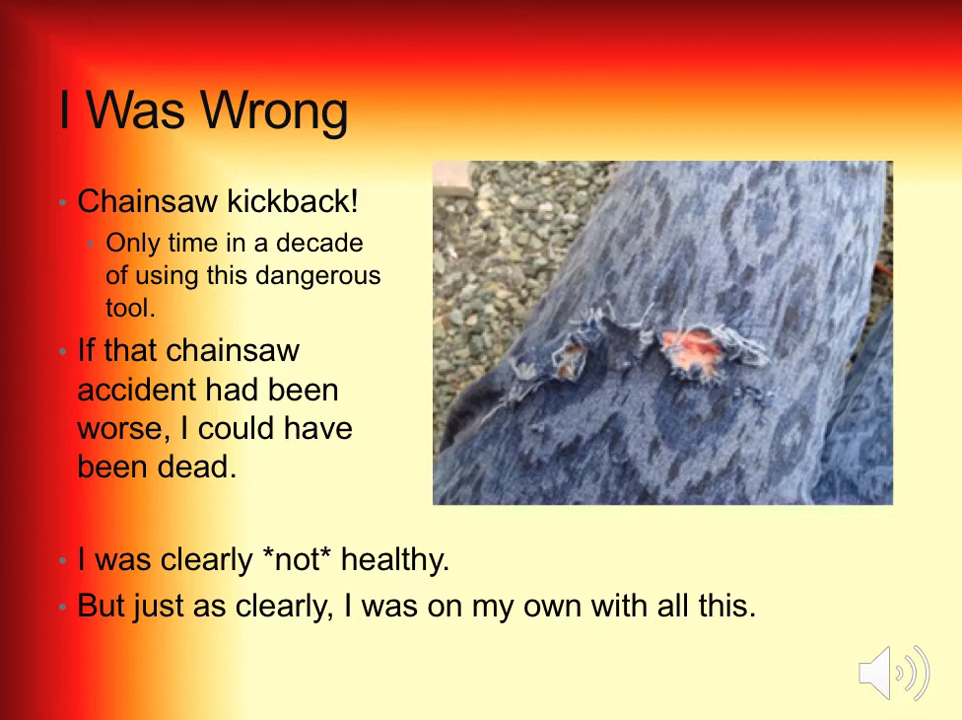 I Was Wrong
Chainsaw kickback!
Only time in a decade
of using this dangerous
tool.
If that chainsaw
accident had been
worse, I could have
been dead.
I was clearly *not* healthy.
But just as clearly, I was on my own with all this.